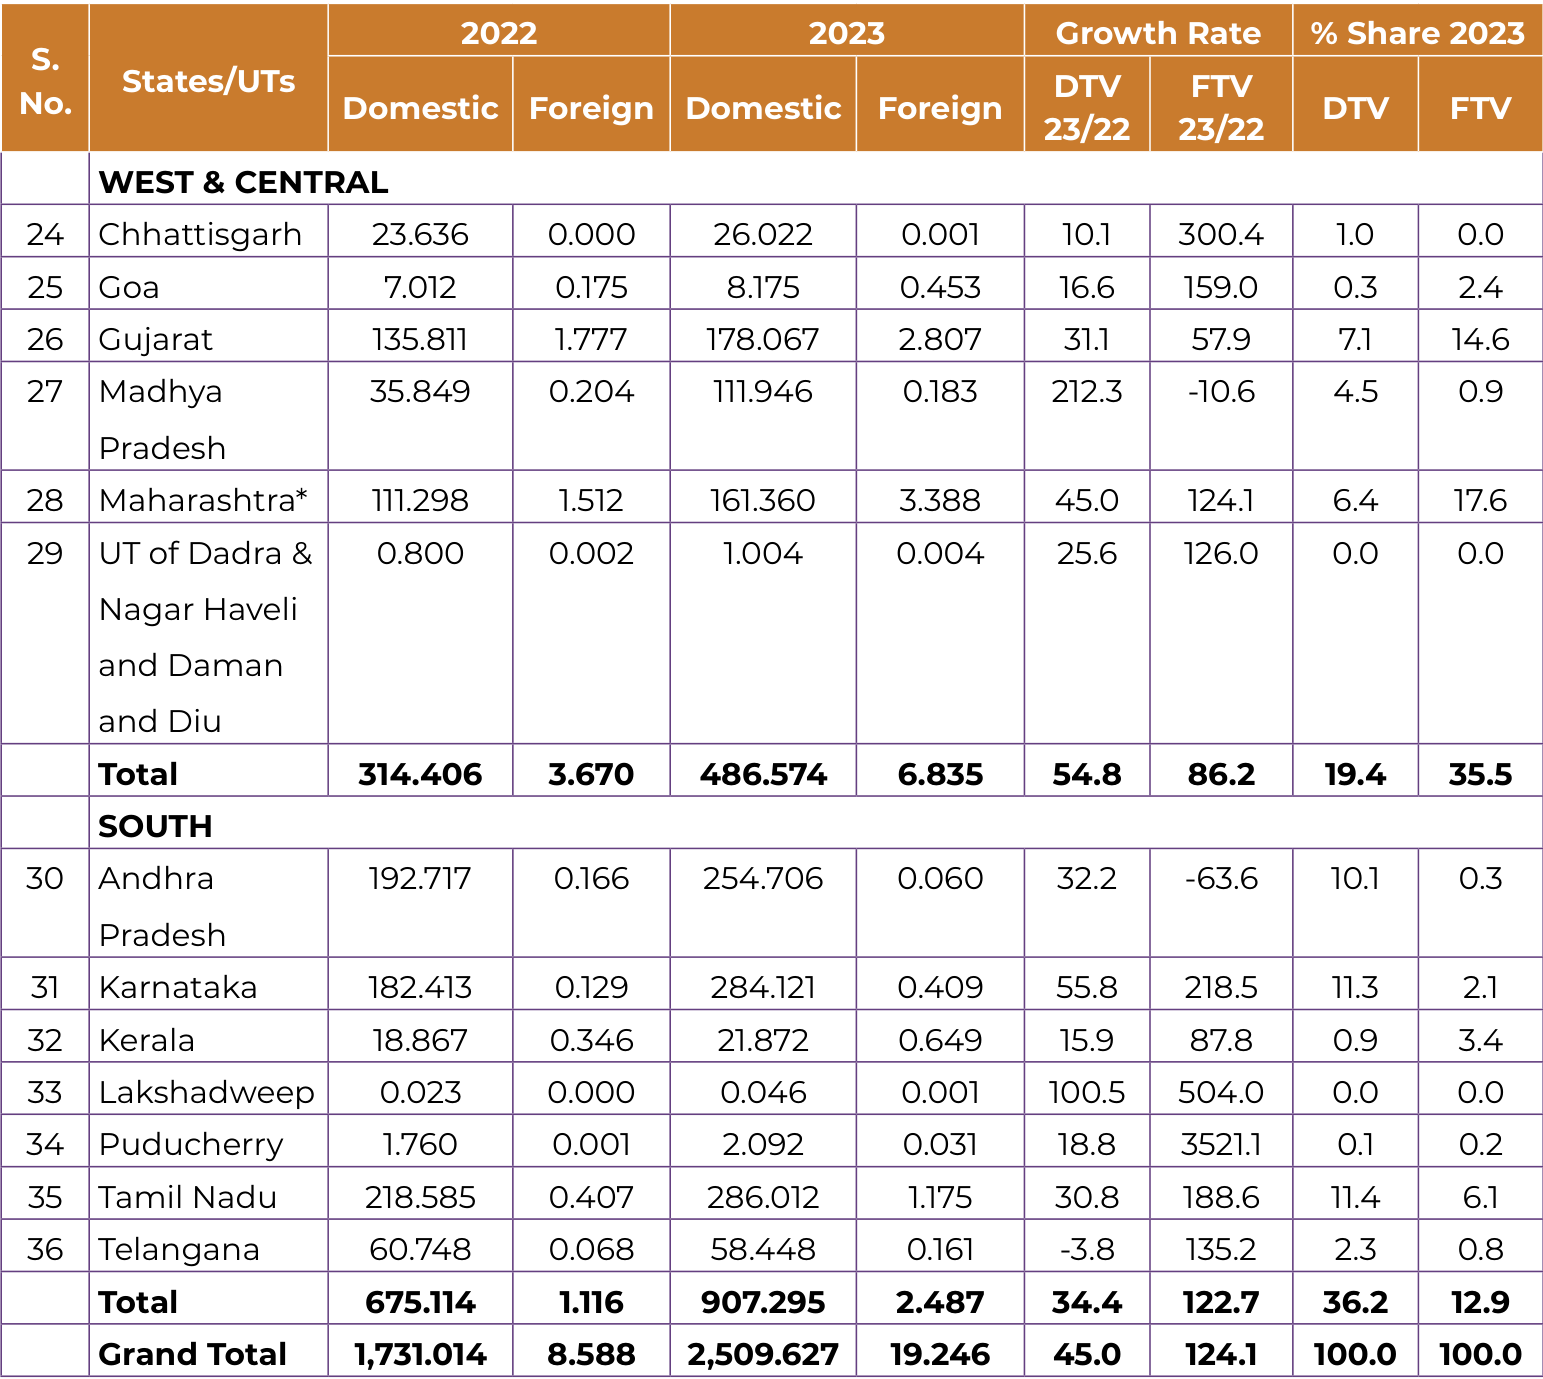 S. No. States/UTs 2022 2023 Growth Rate % Share 2023
Domestic Foreign Domestic Foreign DTV 23/22 FTV 23/22 DTV FTV
WEST & CENTRAL
24 Chhattisgarh 23.636 0.000 26.022 0.001 10.1 300.4 1.0 0.0
25 Goa 7.012 0.175 8.175 0.453 16.6 159.0 0.3 2.4
26 Gujarat 135.811 1.777 178.067 2.807 31.1 57.9 7.1 14.6
27 Madhya 35.849 0.204 111.946 0.183 212.3 -10.6 4.5 0.9
Pradesh
28 Maharashtra* 111.298 1.512 161.360 3.388 45.0 124.1 6.4 17.6
29 UT of Dadra & 0.800 0.002 1.004 0.004 25.6 126.0 0.0 0.0
Nagar Haveli
and Daman
and Diu
Total 314.406 3.670 486.574 6.835 54.8 86.2 19.4 35.5
SOUTH
30 Andhra 192.717 0.166 254.706 0.060 32.2 -63.6 10.1 0.3
Pradesh
31 Karnataka 182.413 0.129 284.121 0.409 55.8 218.5 11.3 2.1
32 Kerala 18.867 0.346 21.872 0.649 15.9 87.8 0.9 3.4
33 Lakshadweep 0.023 0.000 0.046 0.001 100.5 504.0 0.0 0.0
34 Puducherry 1.760 0.001 2.092 0.031 18.8 3521.1 0.1 0.2
35 Tamil Nadu 218.585 0.407 286.012 1.175 30.8 188.6 11.4 6.1
36 Telangana 60.748 0.068 58.448 0.161 -3.8 135.2 2.3 0.8
Total 675.114 1.116 907.295 2.487 34.4 122.7 36.2 12.9
Grand Total 1,731.014 8.588 2,509.627 19.246 45.0 124.1 100.0 100.0